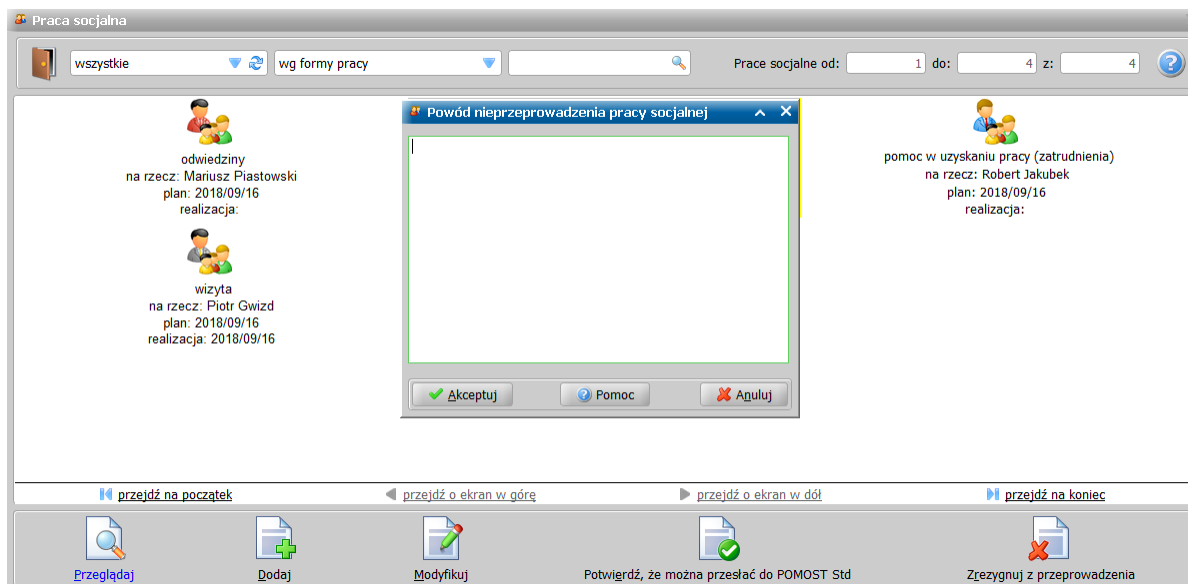 Praca socjalna
wszystkie
wg formy pracy
Prace socjalne od: 1 do: 4 z: 4
odwiedziny
na rzecz: Mariusz Piastowski
plan: 2018/09/16
realizacja:
wizyta
na rzecz: Piotr Gwizd
plan: 2018/09/16
realizacja: 2018/09/16
Powód nieprzeprowadzenia pracy socjalnej
Akceptuj
Pomoc
Anuluj
pomoc w uzyskaniu pracy (zatrudnienia)
na rzecz: Robert Jakubek
plan: 2018/09/16
realizacja:
przejdź na początek
przejdź o ekran w górę
przejdź o ekran w dół
przejdź na koniec
Przeglądaj
Dodaj
Modyfikuj
Potwierdź, że można przesłać do POMOST Std
Zrezygnuj z przeprowadzenia